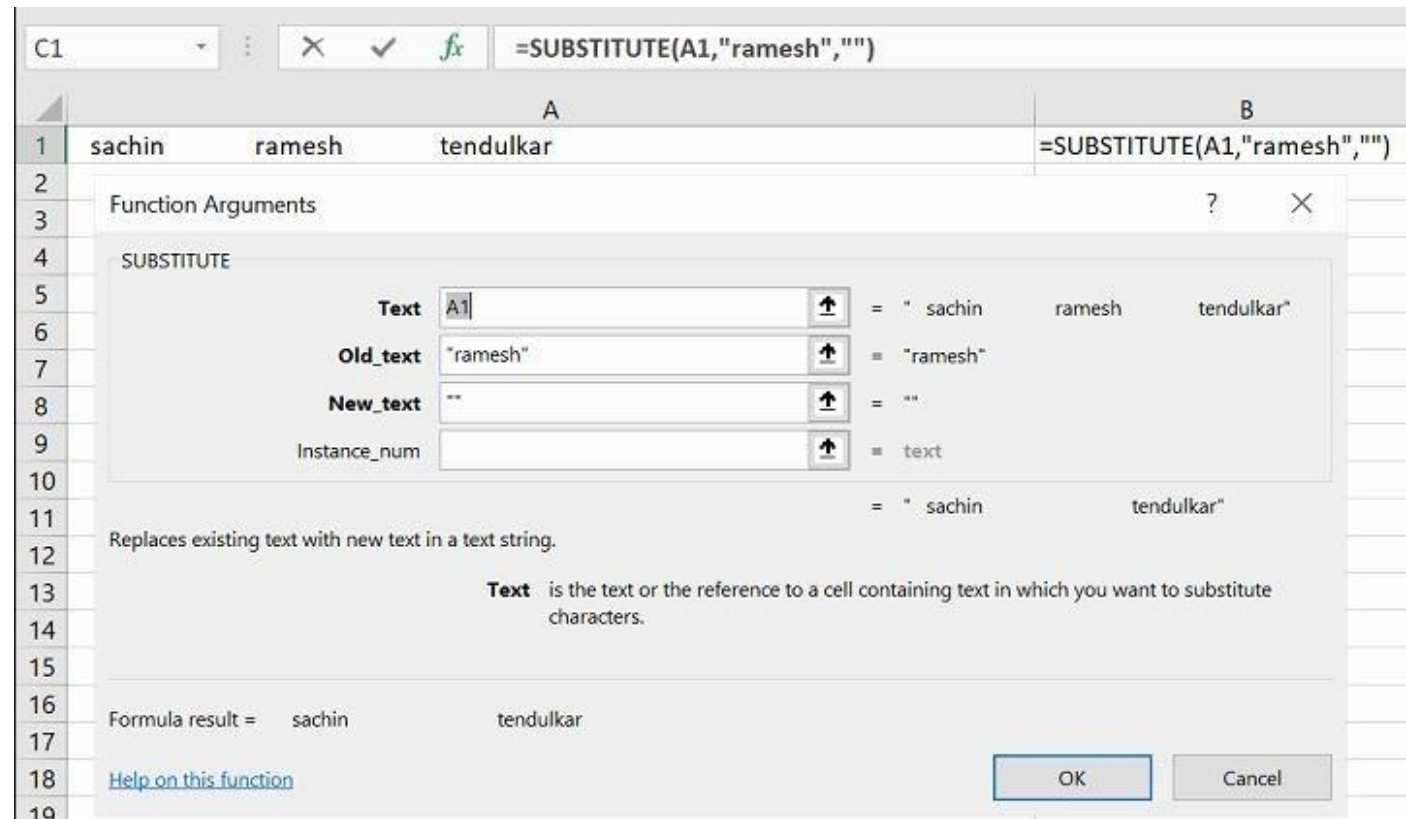 C1 fx =SUBSTITUTE(A1,"ramesh","")
A B
1 sachin ramesh tendulkar =SUBSTITUTE(A1,"ramesh","")
2
Function Arguments ? ×
3
4 SUBSTITUTE
5 Text A1 = " sachin ramesh tendulkar"
6
7 Old_text "ramesh" = "ramesh"
8 New_text "" = ""
9 Instance_num = text
10
= " sachin tendulkar"
11
Replaces existing text with new text in a text string.
12
13 Text is the text or the reference to a cell containing text in which you want to substitute
14 characters.
15
16
Formula result = sachin tendulkar
17
18 Help on this function OK Cancel
19